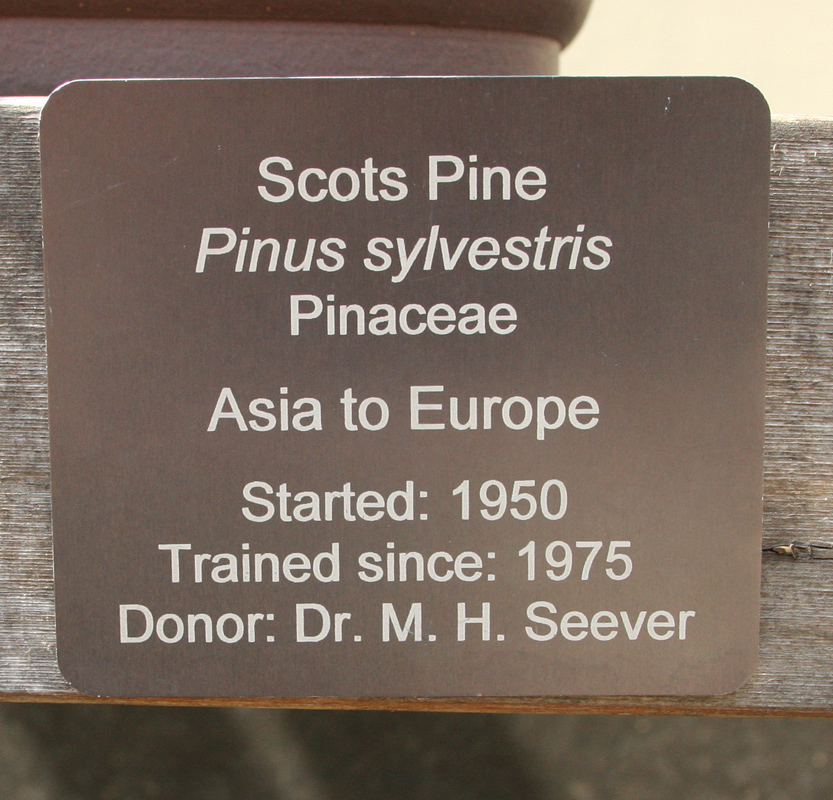 Scots Pine
Pinus sylvestris
Pinaceae
Asia to Europe
Started: 1950
Trained since: 1975
Donor: Dr. M. H. Seever